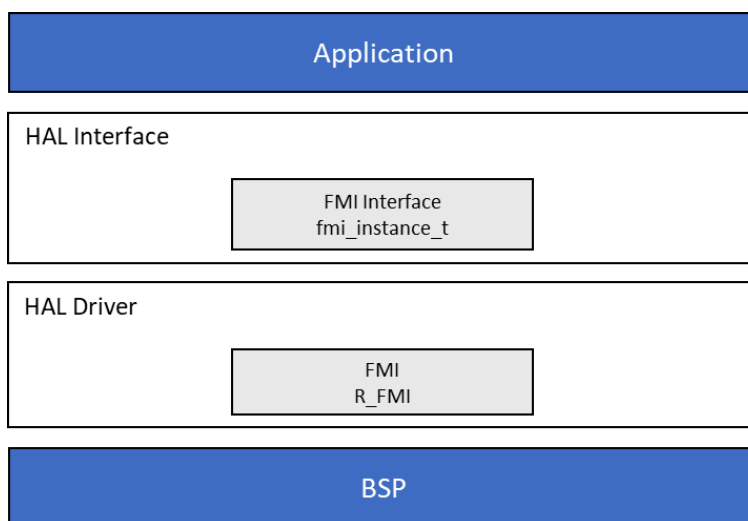 Application
HAL Interface
FMI Interface
fmi_instance_t
HAL Driver
FMI
R_FMI
BSP